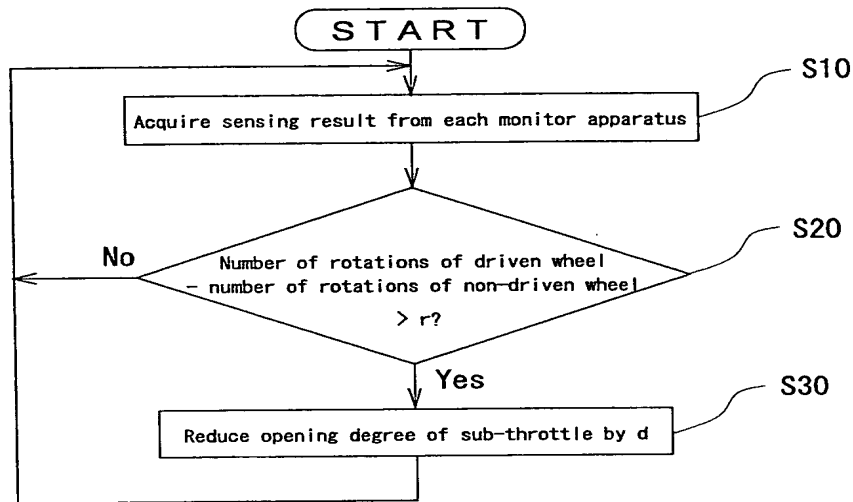 START
S10
Acquire sensing result from each monitor apparatus
S20
No
Number of rotations of driven wheel
- number of rotations of non-driven wheel
> r?
Yes
S30
Reduce opening degree of sub-throttle by d